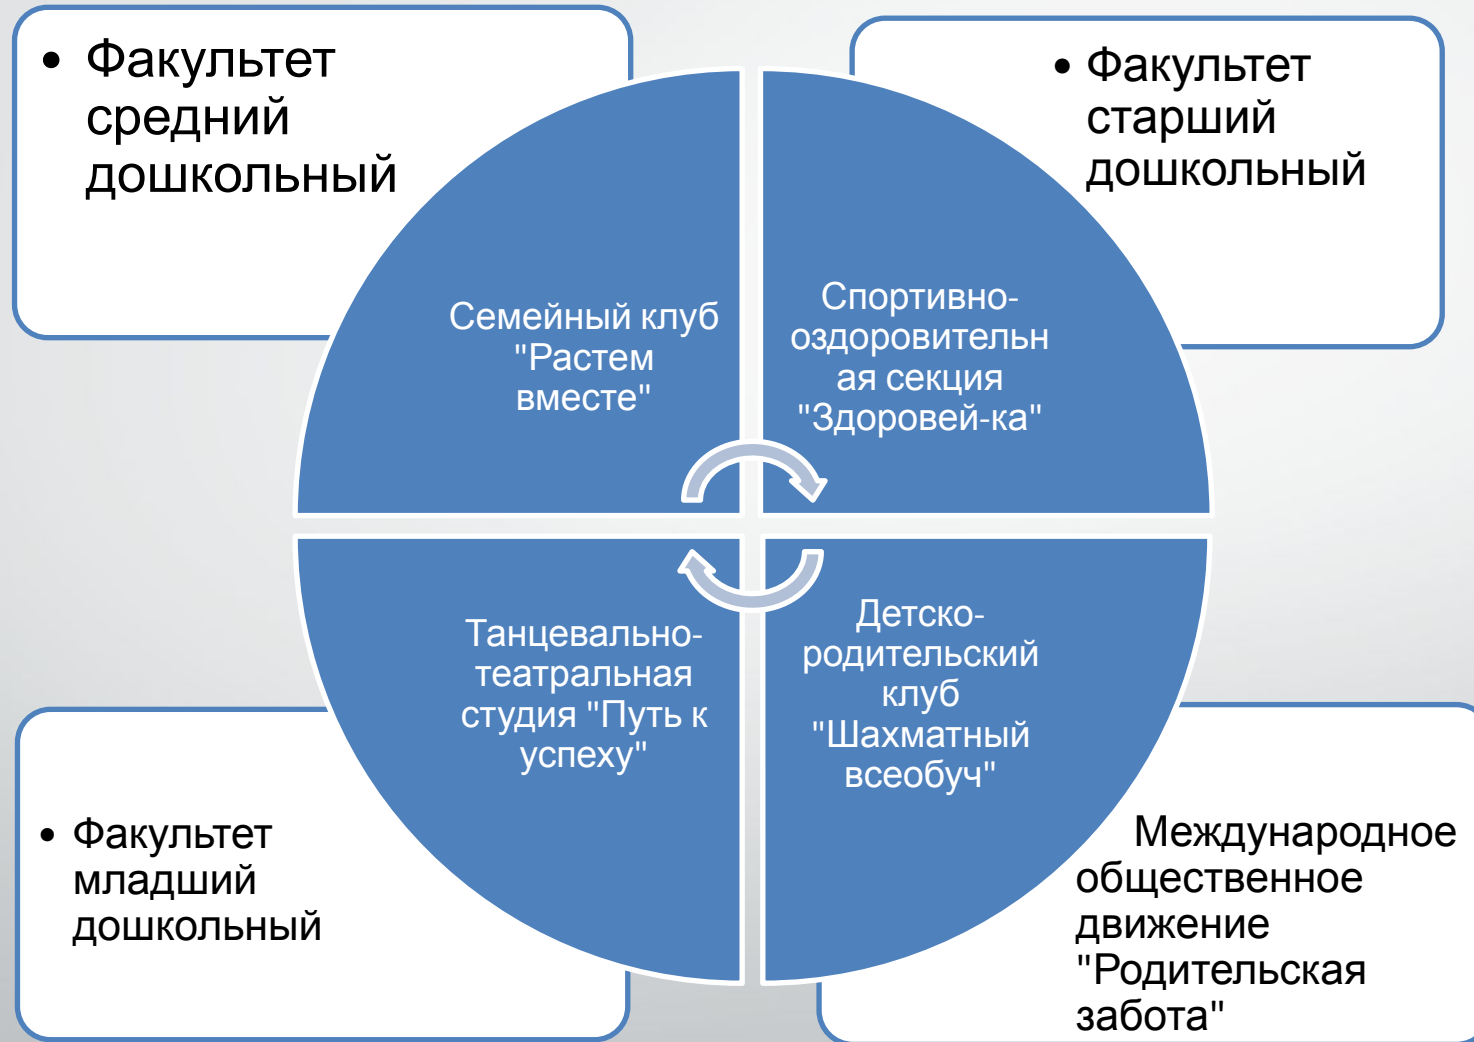 • Факультет
средний
дошкольный
• Факультет
старший
дошкольный
Семейный клуб
"Растем
вместе"
Спортивно-
оздоровительн
ая секция
"Здоровей-ка"
Танцевально-
театральная
студия "Путь к
успеху"
Детско-
родительский
клуб
"Шахматный
всеобуч"
• Факультет
младший
дошкольный
Международное
общественное
движение
"Родительская
забота"